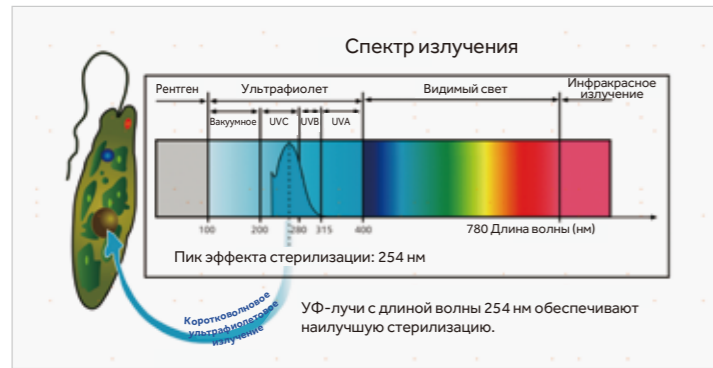 Спектр излучения
Рентген
Ультрафиолет
Видимый свет
Инфракрасное
излучение
Вакуумное
UVC
UVB
UVA
100
200
280
315
400
780 Длина волны (нм)
Пик эффекта стерилизации: 254 нм
Коротковолновое
ультрафиолетовое
излучение
УФ-лучи с длиной волны 254 нм обеспечивают
наилучшую стерилизацию.